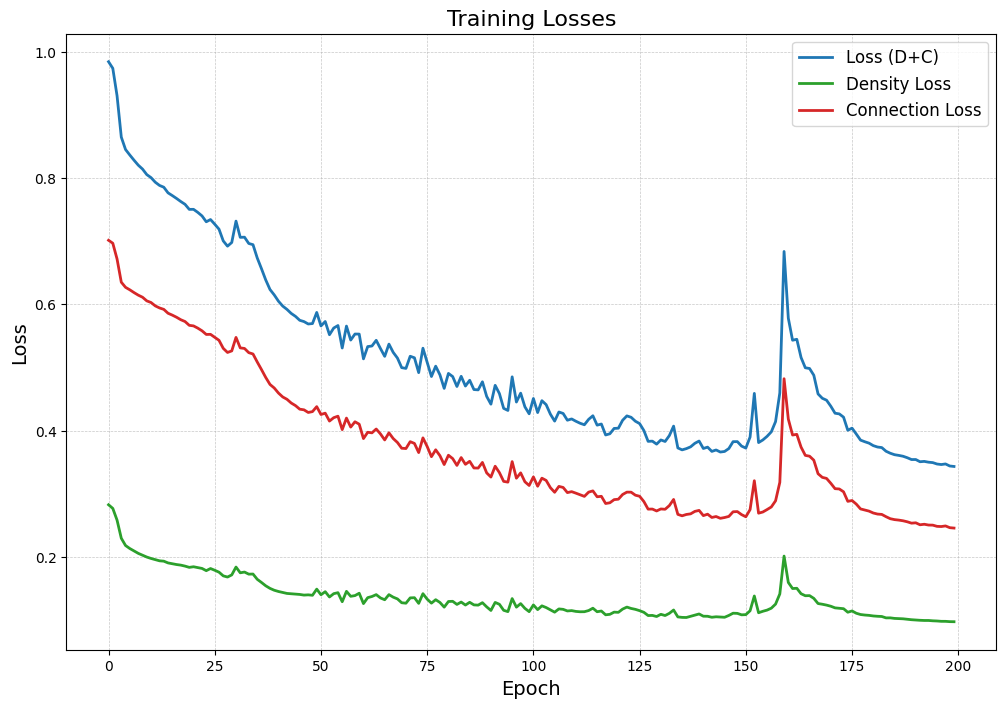 Training Losses
Loss (D+C)
Density Loss
Connection Loss
1.0
0.8
0.6
0.4
0.2
Loss
0 25 50 75 100 125 150 175 200
Epoch